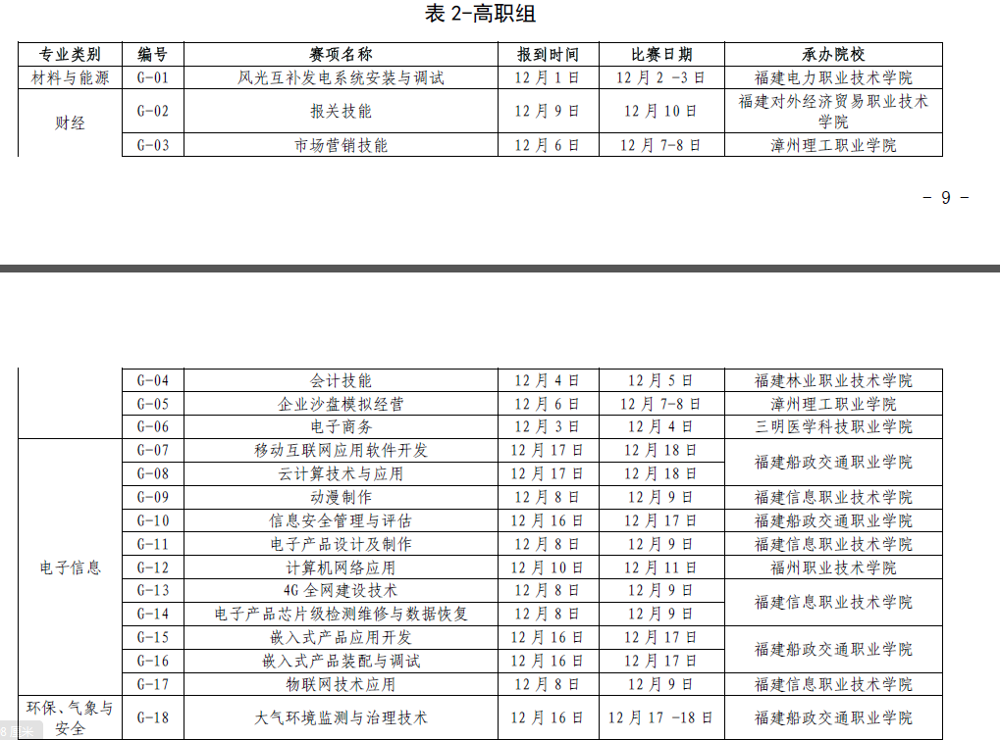 表 2-高职组
专业类别 编号 赛项名称 报到时间 比赛日期 承办院校
材料与能源 G-01 风光互补发电系统安装与调试 12 月 1 日 12 月 2 -3 日 福建电力职业技术学院
财经 G-02 报关技能 12 月 9 日 12 月 10 日 福建对外经济贸易职业技术
学院
G-03 市场营销技能 12 月 6 日 12 月 7-8 日 漳州理工职业学院
- 9 -
G-04 会计技能 12 月 4 日 12 月 5 日 福建林业职业技术学院
G-05 企业沙盘模拟经营 12 月 6 日 12 月 7-8 日 漳州理工职业学院
G-06 电子商务 12 月 3 日 12 月 4 日 三明医学科技职业学院
电子信息 G-07 移动互联网应用软件开发 12 月 17 日 12 月 18 日 福建船政交通职业学院
G-08 云计算技术与应用 12 月 17 日 12 月 18 日
G-09 动漫制作 12 月 8 日 12 月 9 日 福建信息职业技术学院
G-10 信息安全管理与评估 12 月 16 日 12 月 17 日 福建船政交通职业学院
G-11 电子产品设计及制作 12 月 8 日 12 月 9 日 福建信息职业技术学院
G-12 计算机网络应用 12 月 10 日 12 月 11 日 福州职业技术学院
G-13 4G 全网建设技术 12 月 8 日 12 月 9 日 福建信息职业技术学院
G-14 电子产品芯片级检测维修与数据恢复 12 月 8 日 12 月 9 日
G-15 嵌入式产品应用开发 12 月 16 日 12 月 17 日 福建船政交通职业学院
G-16 嵌入式产品装配与调试 12 月 16 日 12 月 17 日
G-17 物联网技术应用 12 月 8 日 12 月 9 日 福建信息职业技术学院
环保、气象与
安全 G-18 大气环境监测与治理技术 12 月 16 日 12 月 17 -18 日 福建船政交通职业学院